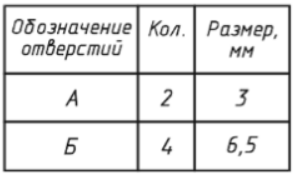 Обозначение Кол. Размер,
отверстий мм
А 2 3
Б 4 6,5